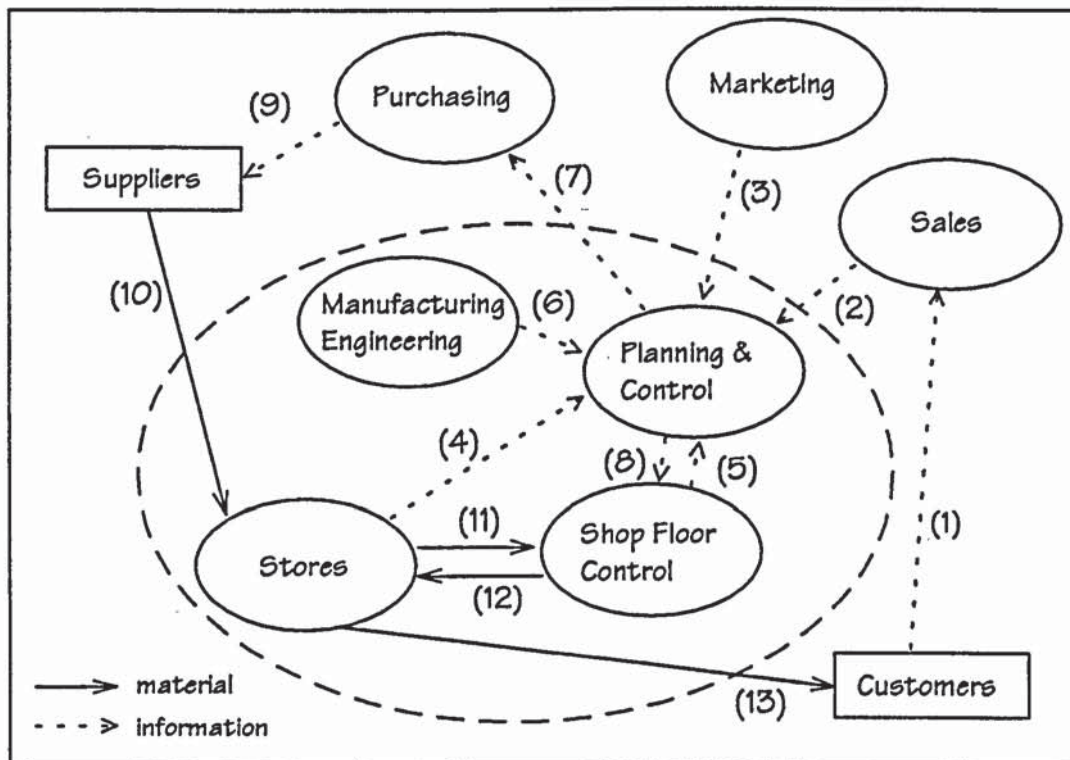 Purchasing
Marketing
(9)
Suppliers
(7)
(3)
Sales
(10)
Manufacturing
Engineering
(6)
(2)
Planning &
Control
(4)
(8)
(5)
(1)
Stores
(11)
Shop Floor
Control
(12)
material
(13)
Customers
information